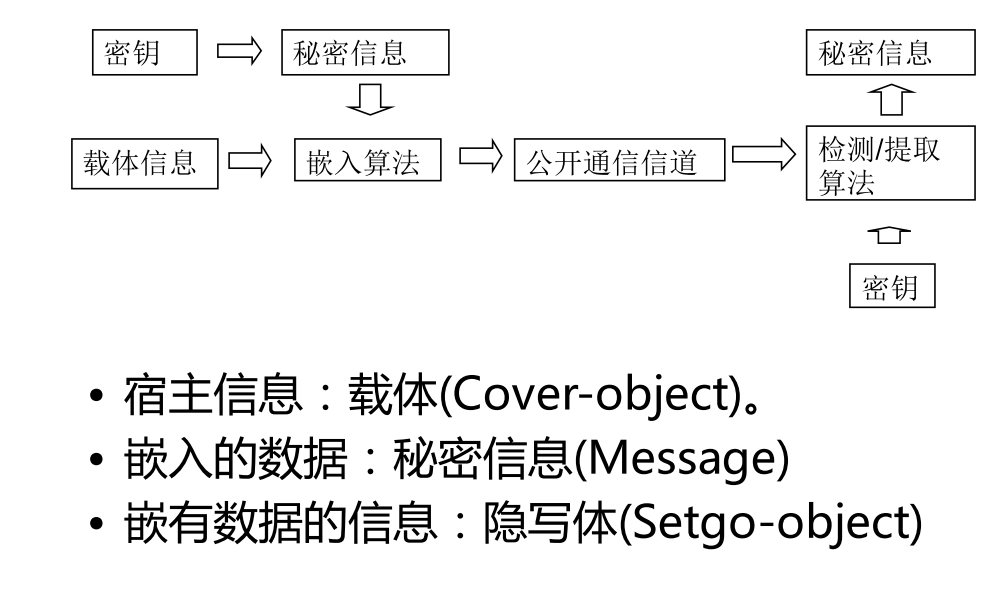 密钥
秘密信息
秘密信息
载体信息
嵌入算法
公开通信信道
检测/提取
算法
密钥
• 宿主信息：载体(Cover-object)。
• 嵌入的数据：秘密信息(Message)
• 嵌有数据的信息：隐写体(Setgo-object)